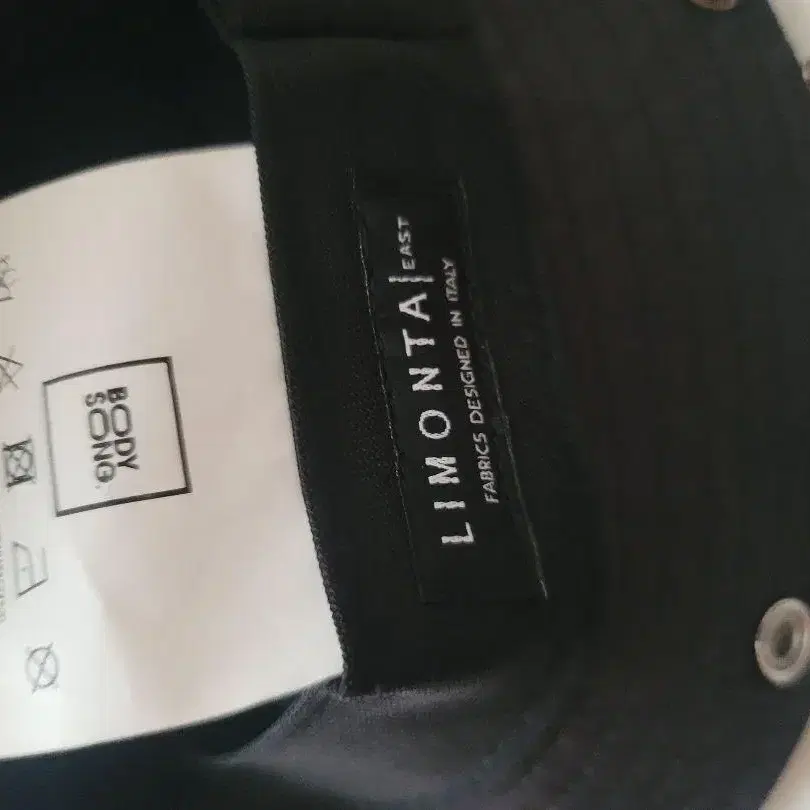 LIMONTA|EAST
FABRICS DESIGNED IN ITALY
BODY
SONG.